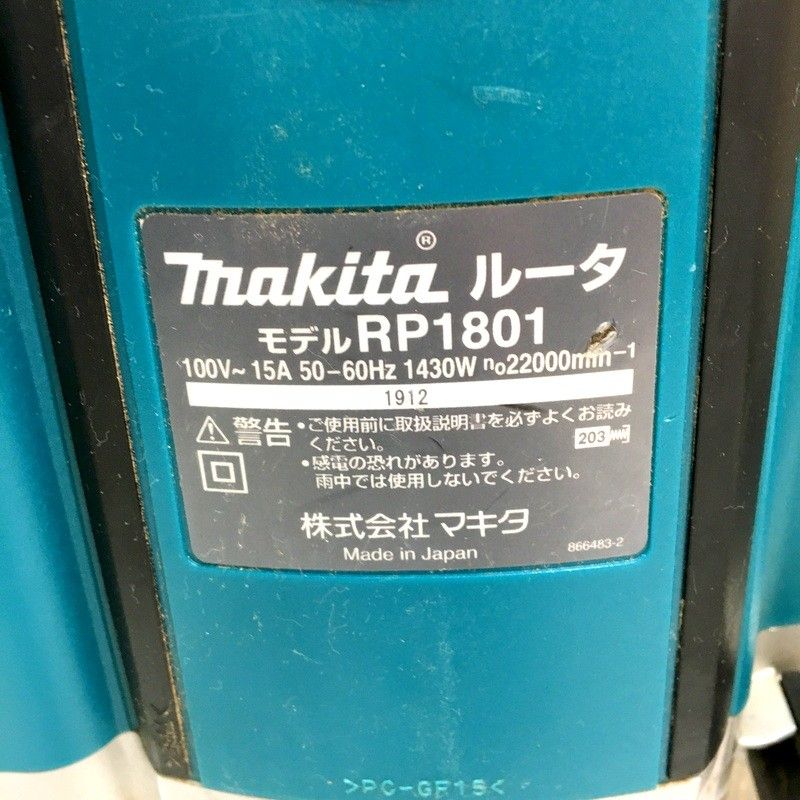 makita® ルータ
モデル RP1801
100V~ 15A 50-60Hz 1430W n₀22000min⁻¹
1912
⚠警告 •ご使用前に取扱説明書を必ずよくお読み
ください。
203
•感電の恐れがあります。
雨中では使用しないでください。
株式会社 マキタ
Made in Japan
866483-2
>PC-GF15<